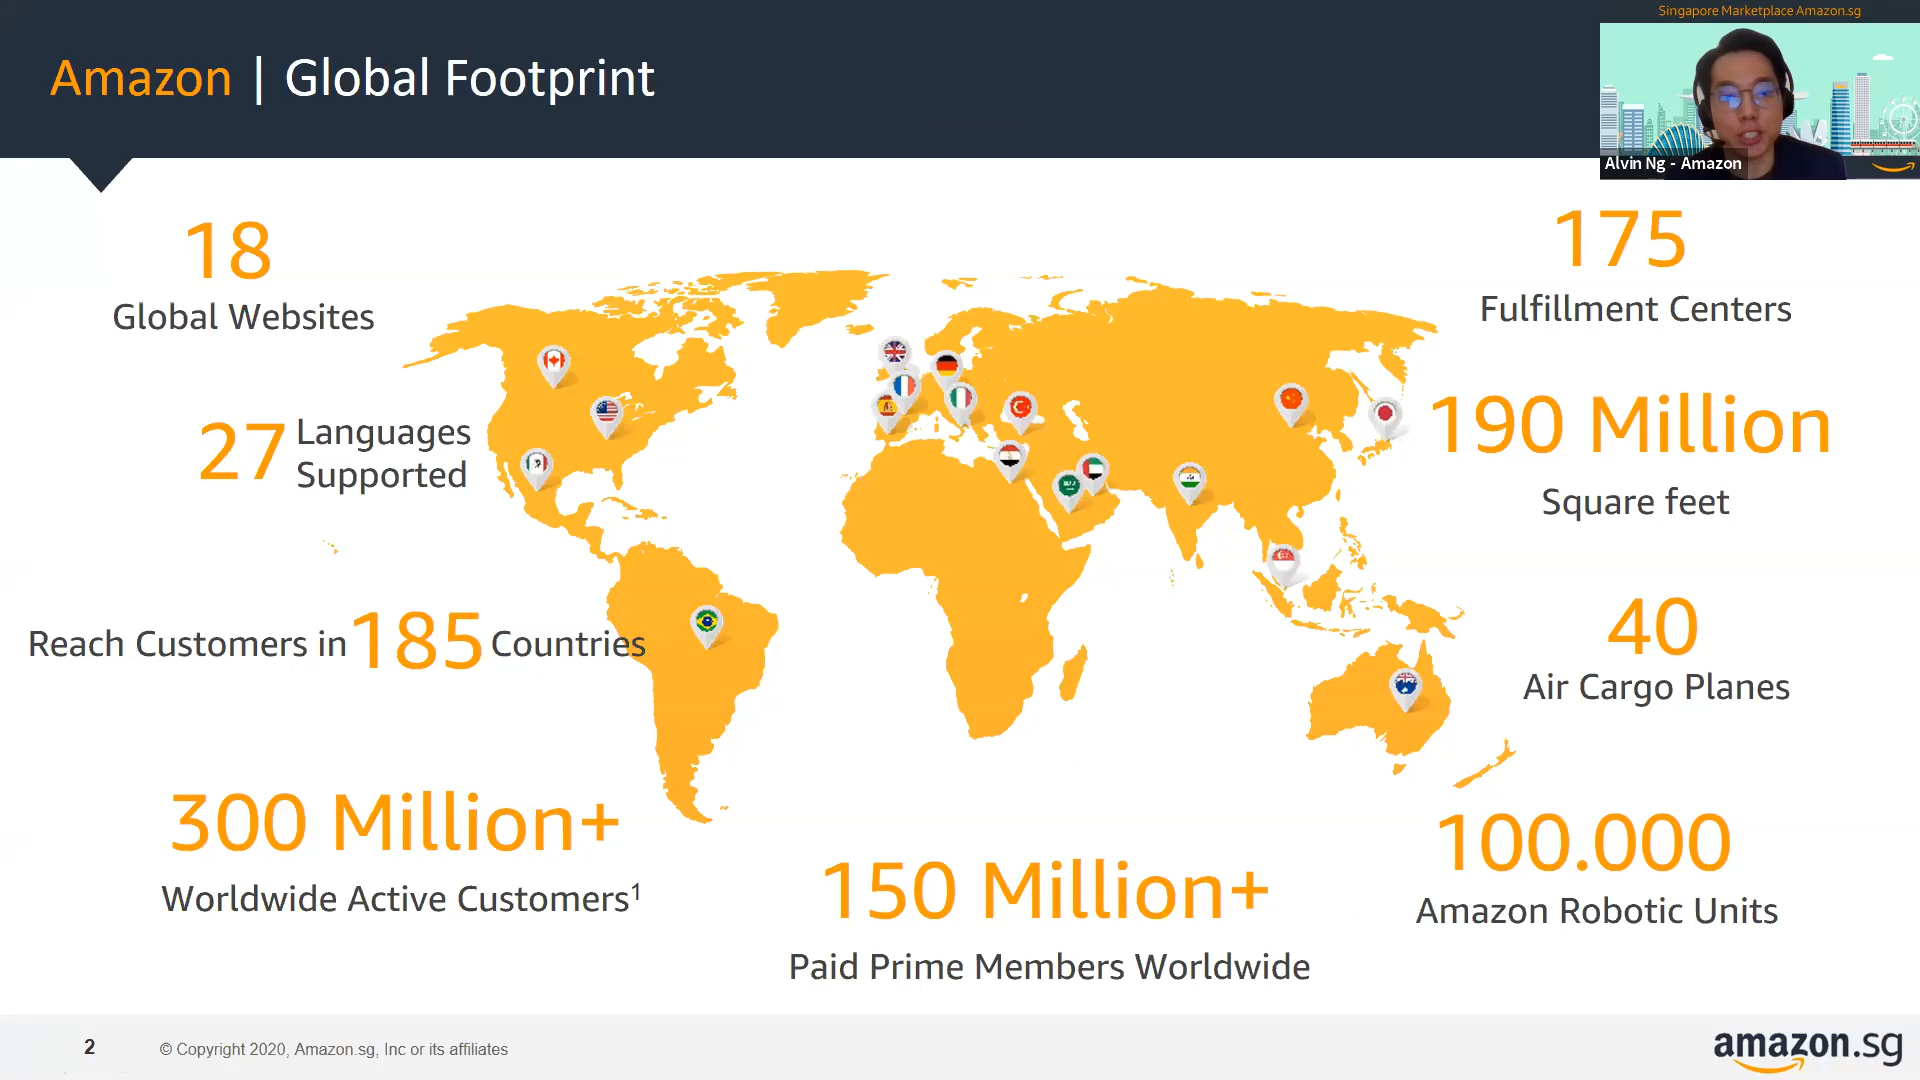 Singapore Marketplace Amazon.sg
Amazon | Global Footprint
Alvin Ng - Amazon
18
Global Websites
175
Fulfillment Centers
27 Languages
Supported
190 Million
Square feet
Reach Customers in 185 Countries
40
Air Cargo Planes
300 Million+
Worldwide Active Customers¹
150 Million+
Paid Prime Members Worldwide
100.000
Amazon Robotic Units
2
© Copyright 2020, Amazon.sg, Inc or its affiliates
amazon.sg